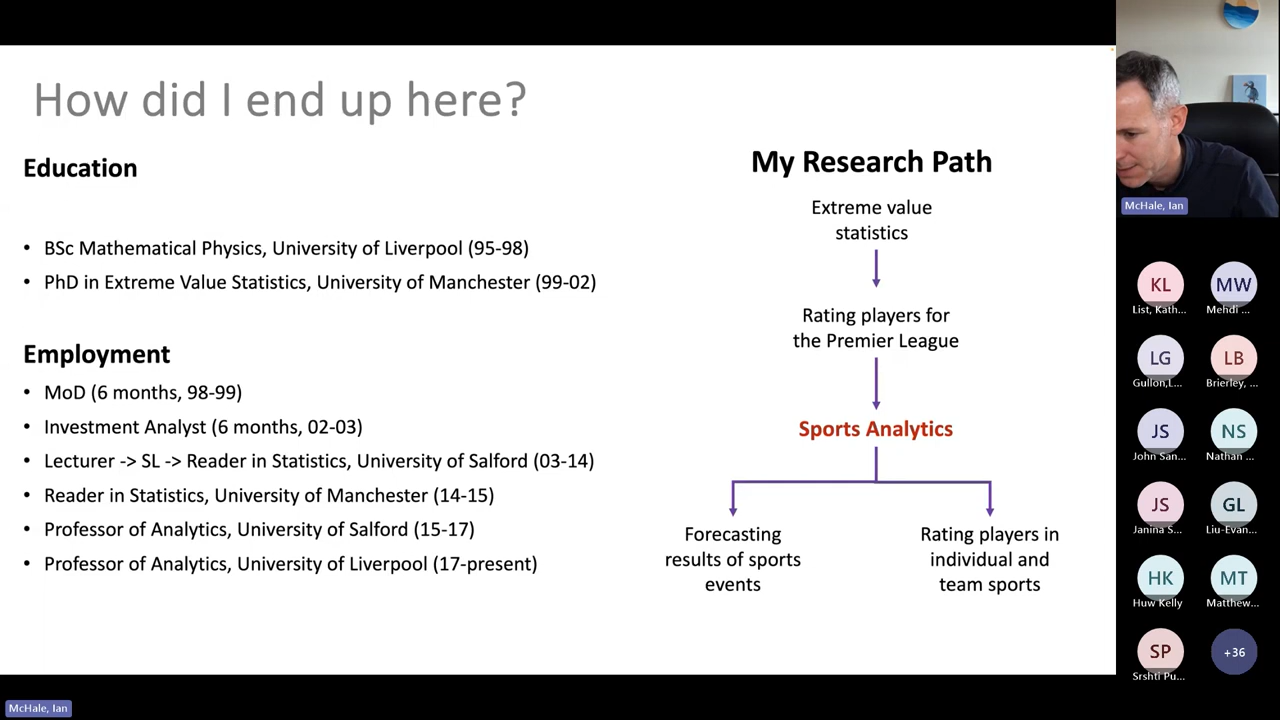 How did I end up here?
Education
• BSc Mathematical Physics, University of Liverpool (95-98)
• PhD in Extreme Value Statistics, University of Manchester (99-02)
Employment
• MoD (6 months, 98-99)
• Investment Analyst (6 months, 02-03)
• Lecturer -> SL -> Reader in Statistics, University of Salford (03-14)
• Reader in Statistics, University of Manchester (14-15)
• Professor of Analytics, University of Salford (15-17)
• Professor of Analytics, University of Liverpool (17-present)
My Research Path
Extreme value
statistics
Rating players for
the Premier League
Sports Analytics
Forecasting
results of sports
events
Rating players in
individual and
team sports
McHale, Ian
KL
List, Kath...
MW
Mehdi ...
LG
Gullon,L...
LB
Brierley, ...
JS
John San...
NS
Nathan ...
JS
Janina S...
GL
Liu-Evan...
HK
Huw Kelly
MT
Matthew...
SP
Srshti Pu...
+36
McHale, Ian